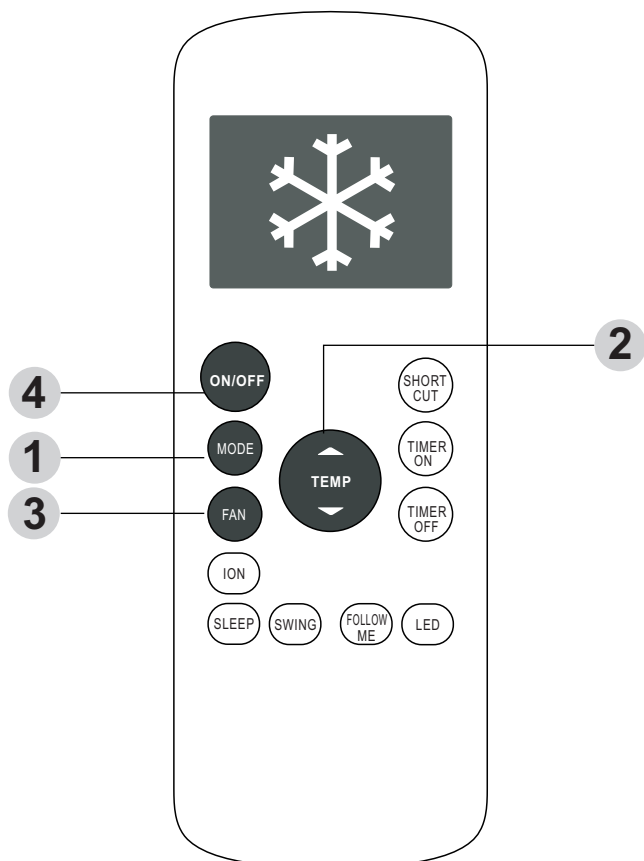 2
ON/OFF
SHORT
CUT
4
MODE
TIMER
ON
1
TEMP
3
FAN
TIMER
OFF
ION
SLEEP
SWING
FOLLOW
ME
LED